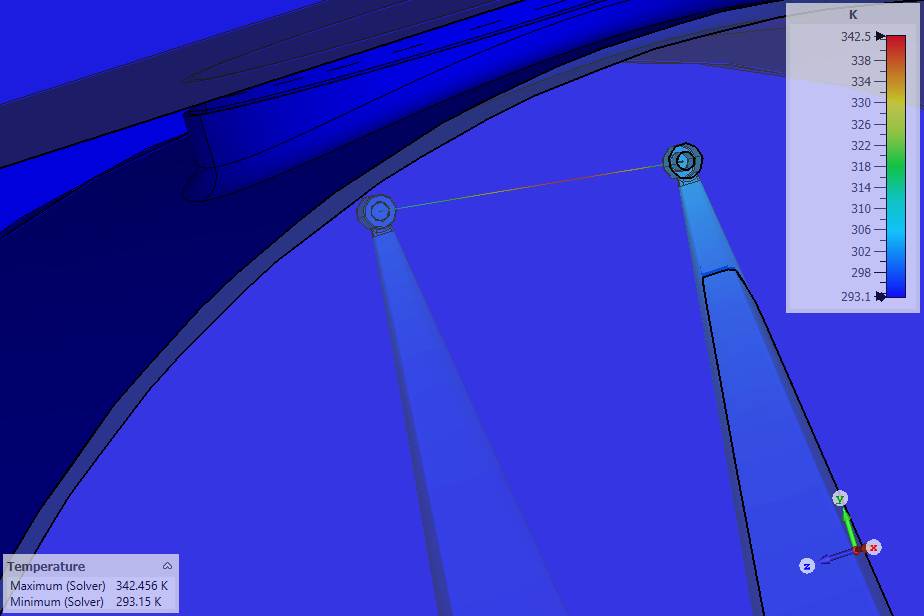 K
342.5
338
334
330
326
322
318
314
310
306
302
298
293.1
Y
X
Z
Temperature
Maximum (Solver) 342.456 K
Minimum (Solver) 293.15 K